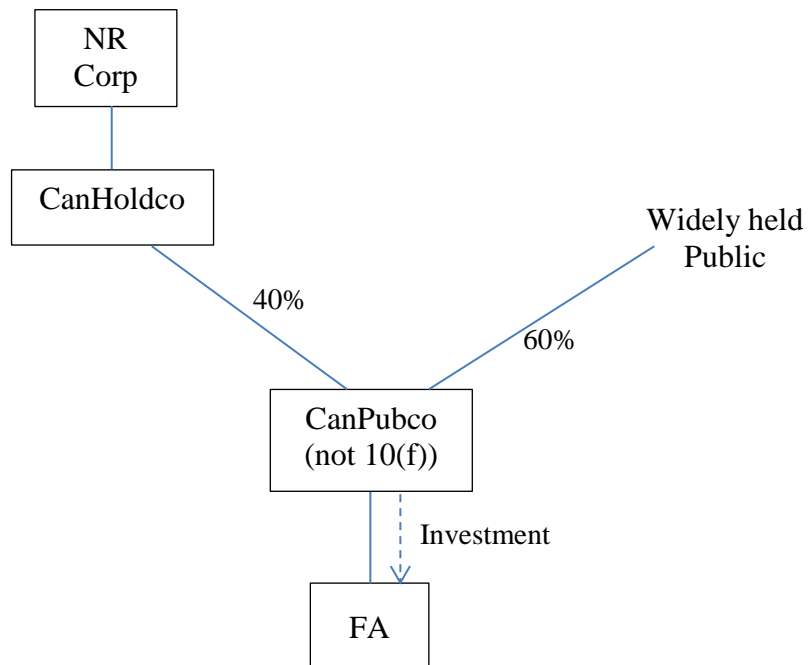 NR
Corp
CanHoldco
Widely held
Public
40%
60%
CanPubco
(not 10(f))
Investment
FA